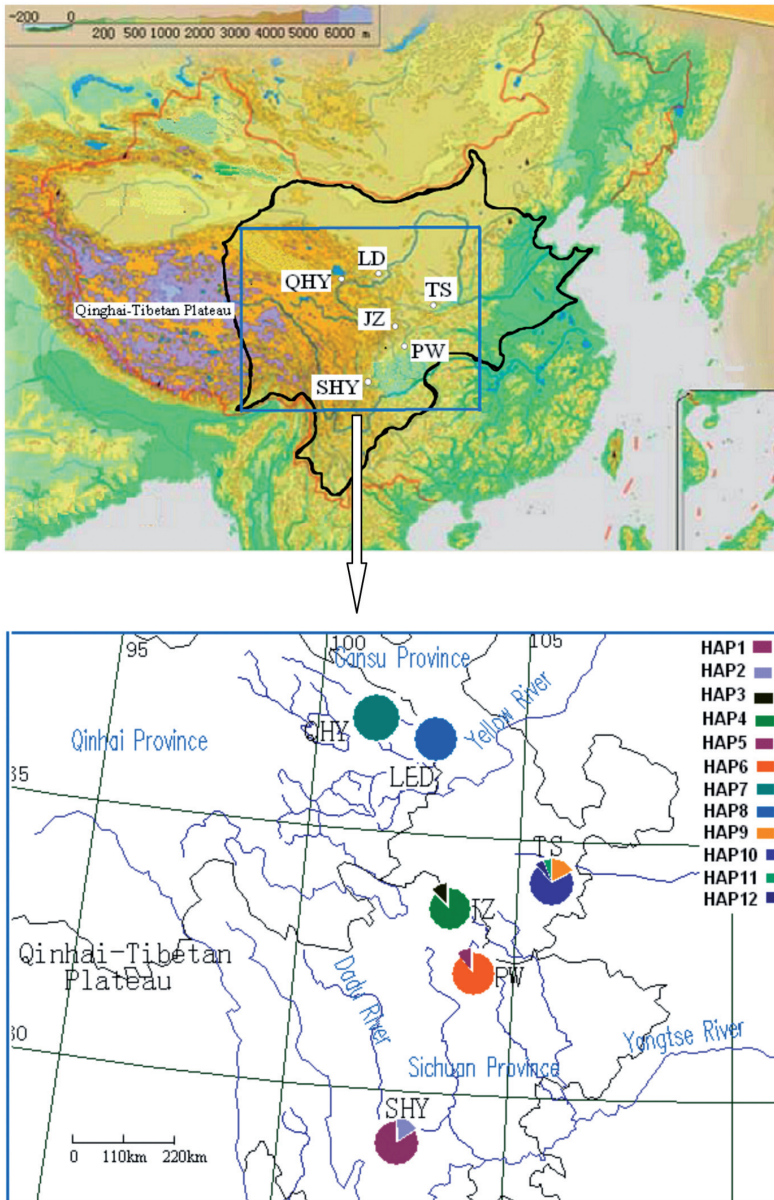 -200 0
200 500 1000 2000 3000 4000 5000 6000 m
LD
QHY
TS
Qinghai-Tibetan Plateau
JZ
PW
SHY
95
100
105
Gansu Province
Qinhai Province
Yellow River
QHY
LED
85
TS
JZ
PW
Qinhai-Tibetan
Plateau
Dadu River
Yongtse River
Sichuan Province
30
SHY
0 110km 220km
HAP1
HAP2
HAP3
HAP4
HAP5
HAP6
HAP7
HAP8
HAP9
HAP10
HAP11
HAP12